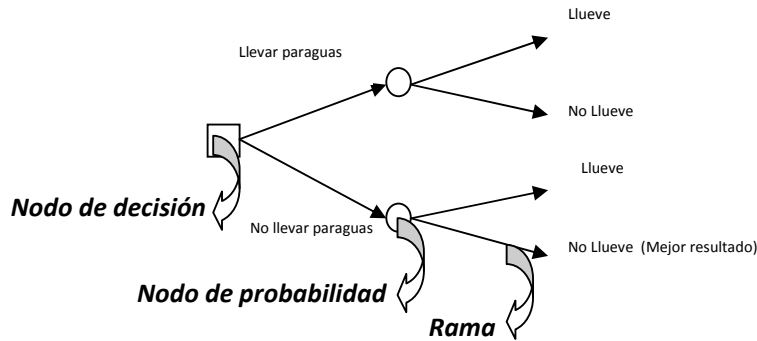 Llueve
Llevar paraguas
No Llueve
Llueve
Nodo de decisión
No llevar paraguas
No Llueve (Mejor resultado)
Nodo de probabilidad
Rama